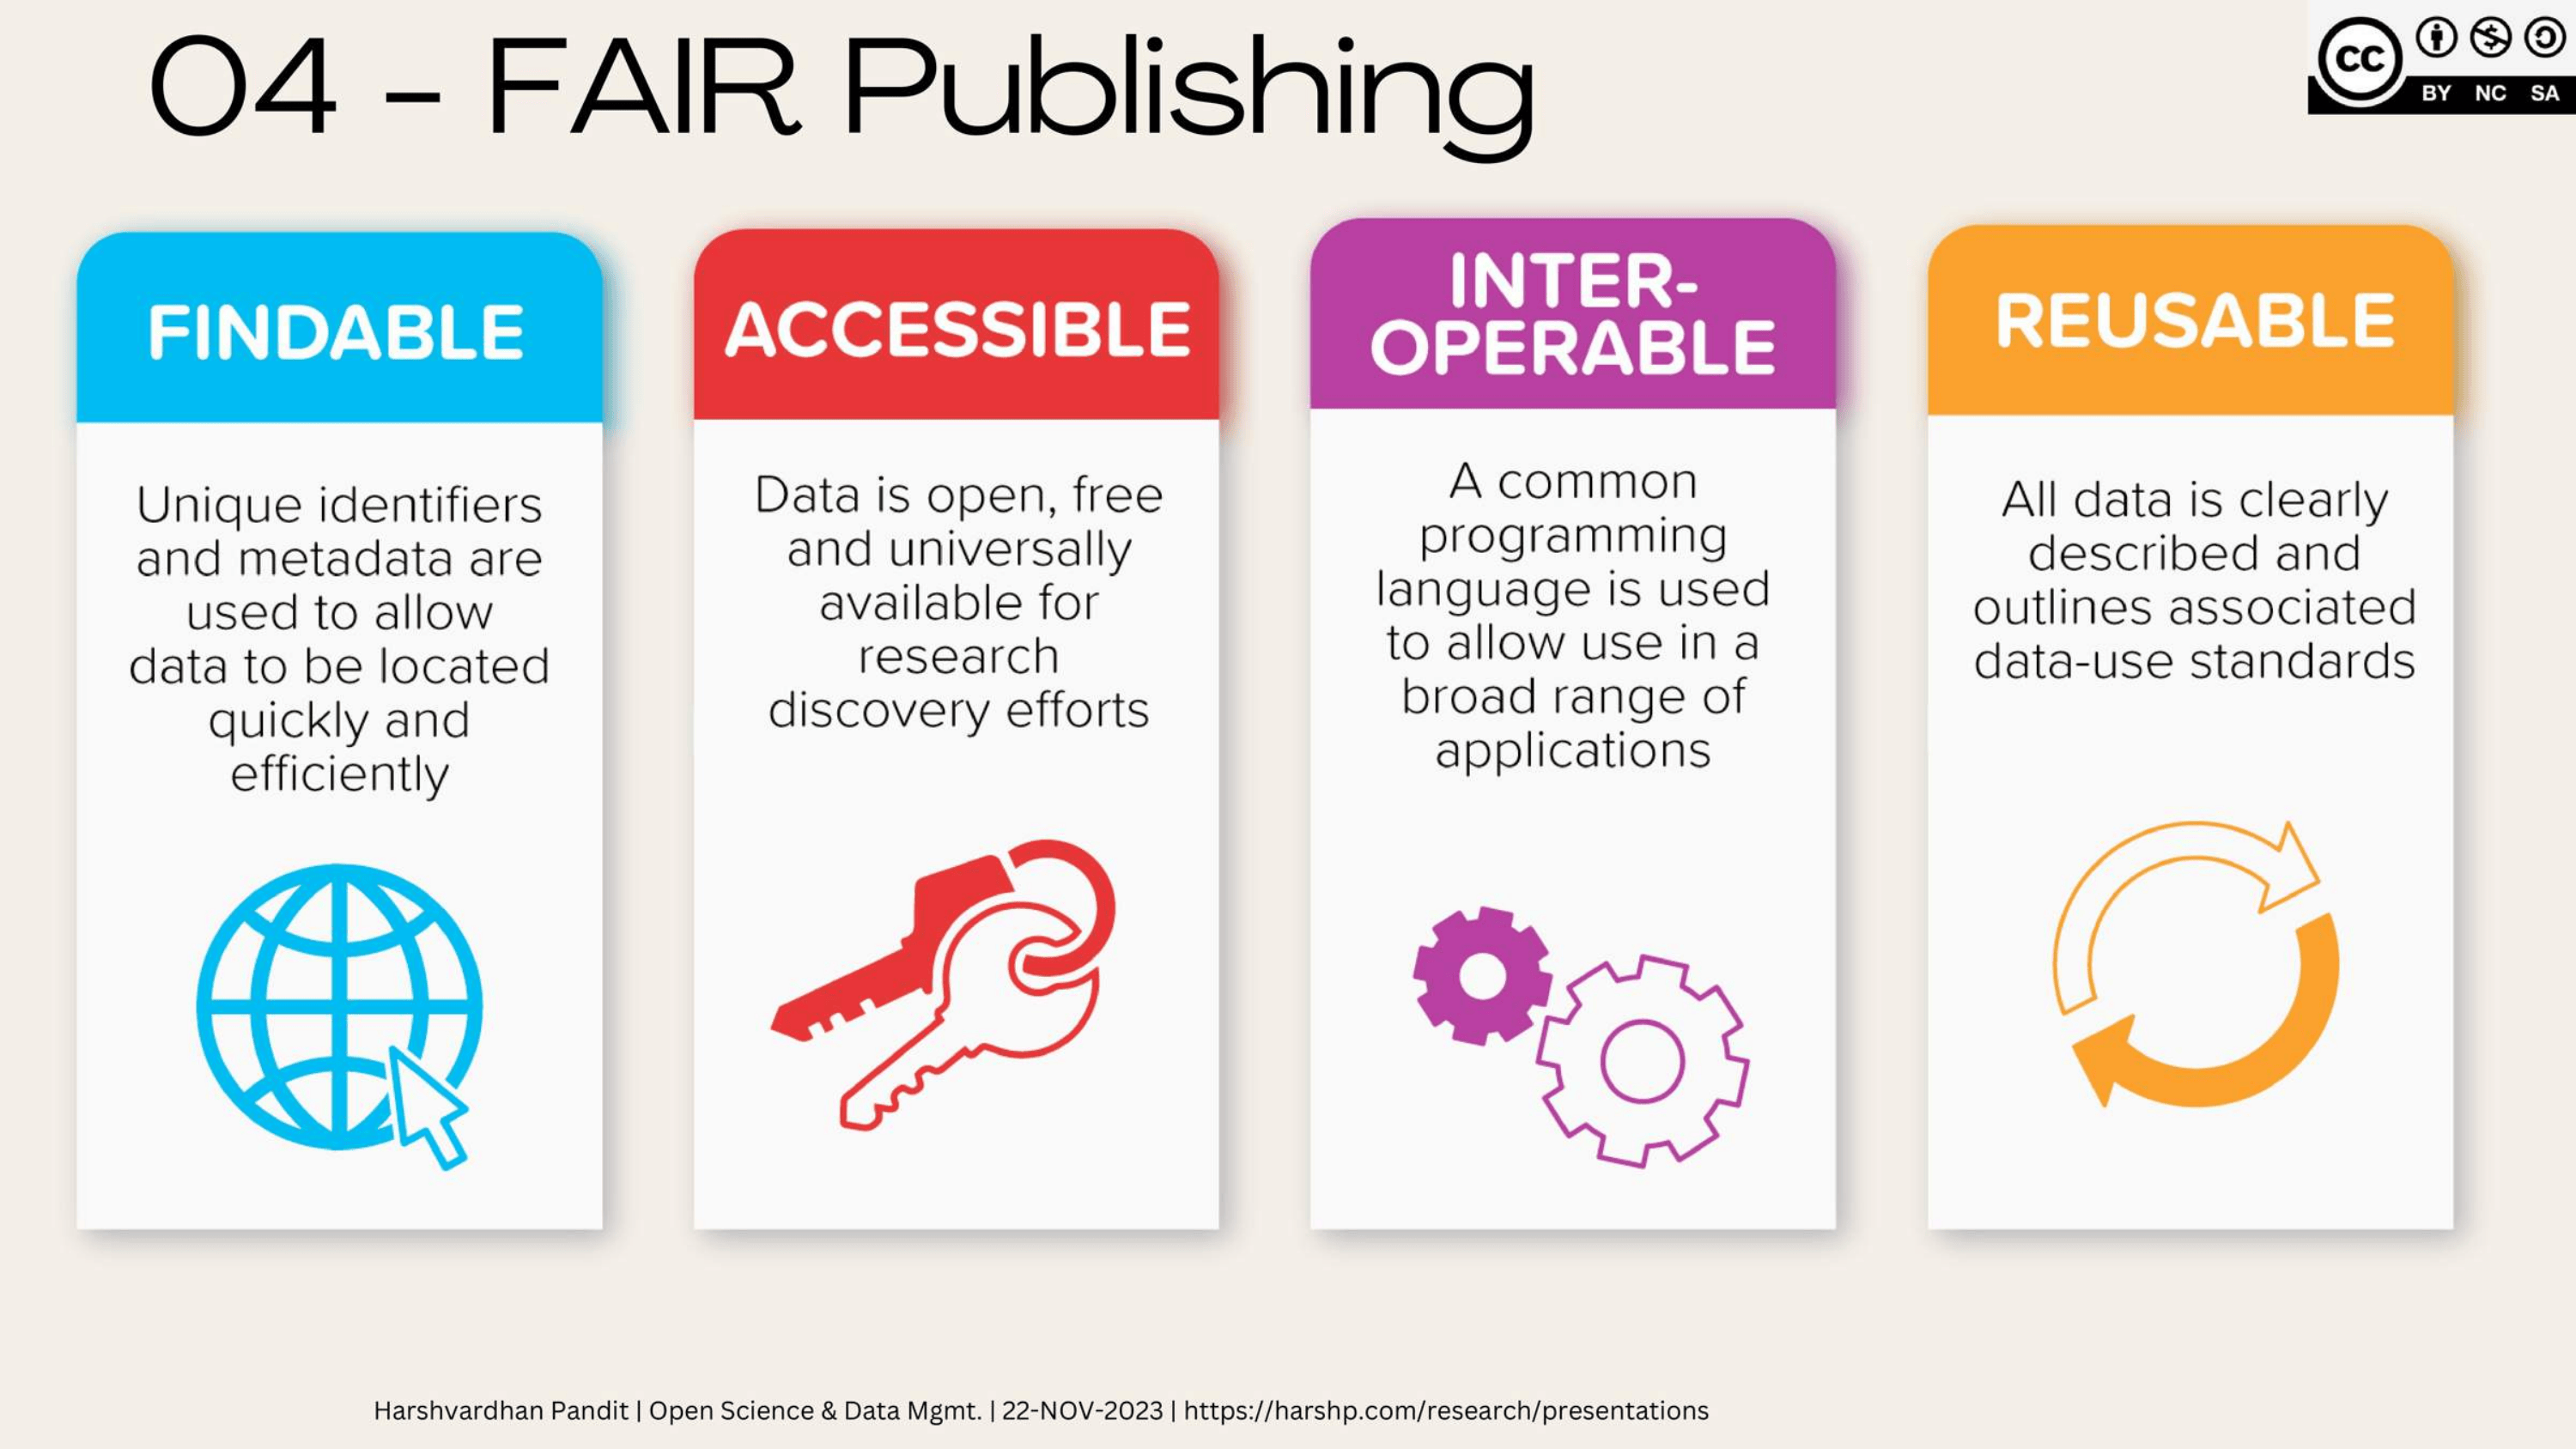 04 - FAIR Publishing
CC
BY NC SA
FINDABLE
Unique identifiers
and metadata are
used to allow
data to be located
quickly and
efficiently
ACCESSIBLE
Data is open, free
and universally
available for
research
discovery efforts
INTER-
OPERABLE
A common
programming
language is used
to allow use in a
broad range of
applications
REUSABLE
All data is clearly
described and
outlines associated
data-use standards
Harshvardhan Pandit | Open Science & Data Mgmt. | 22-NOV-2023 | https://harshp.com/research/presentations